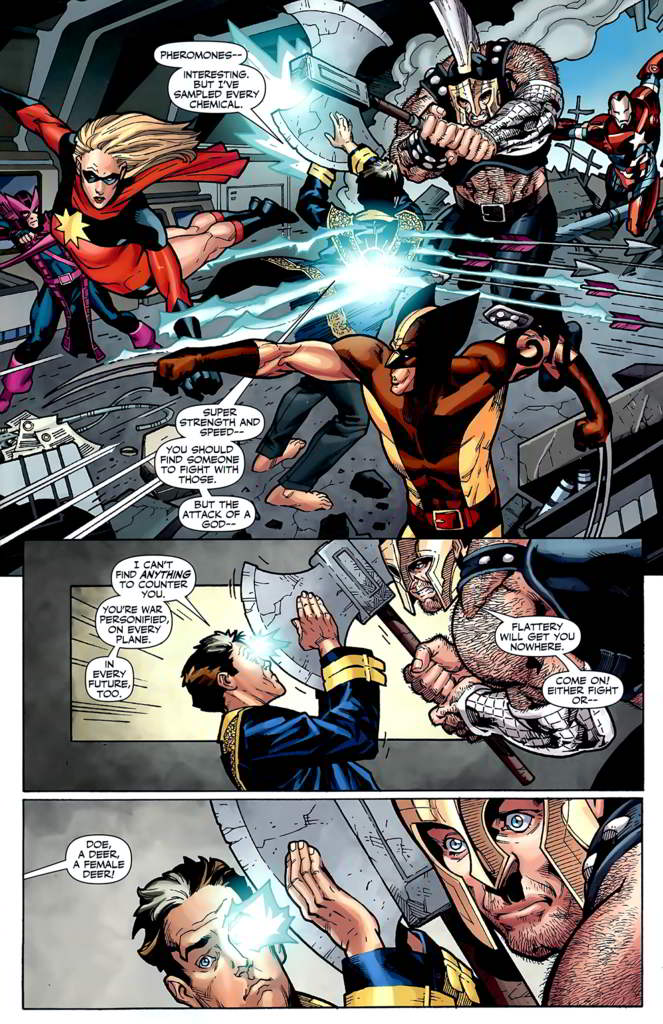 PHEROMONES--
INTERESTING.
BUT I'VE
SAMPLED EVERY
CHEMICAL.
SUPER
STRENGTH AND
SPEED--
YOU SHOULD
FIND SOMEONE
TO FIGHT WITH
THOSE.
BUT THE
ATTACK OF A
GOD--
I CAN'T
FIND ANYTHING
TO COUNTER
YOU.
YOU'RE WAR
PERSONIFIED,
ON EVERY
PLANE.
IN
EVERY
FUTURE,
TOO.
FLATTERY
WILL GET YOU
NOWHERE.
COME ON!
EITHER FIGHT
OR--
DOE,
A DEER,
A FEMALE
DEER!